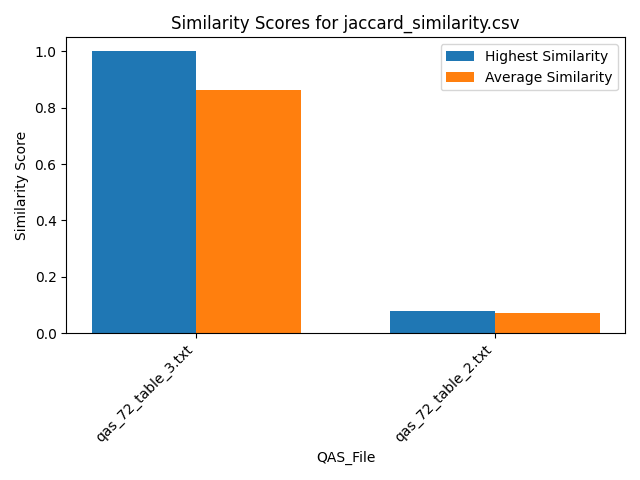 Similarity Scores for jaccard_similarity.csv
Highest Similarity
Average Similarity
Similarity Score
1.0
0.8
0.6
0.4
0.2
0.0
qas_72_table_3.txt
qas_72_table_2.txt
QAS_File